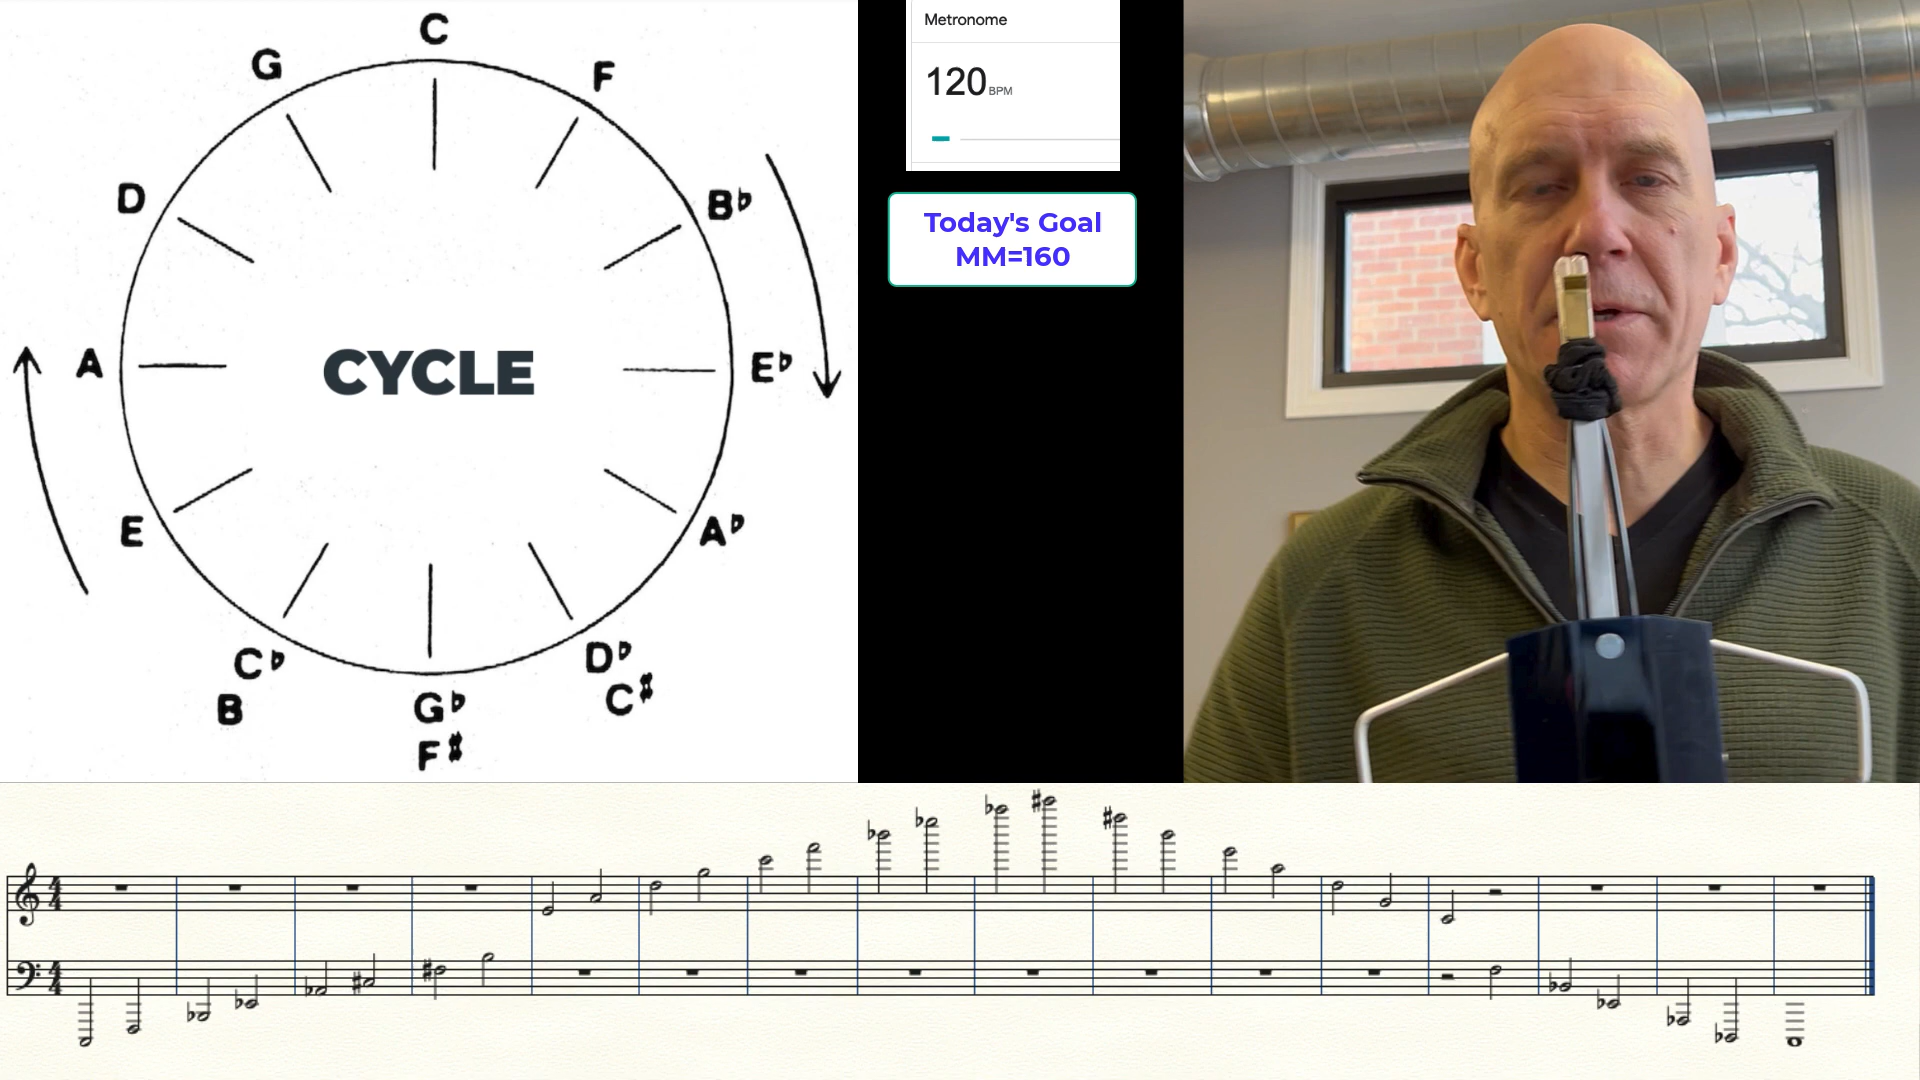 C
G
F
D
B♭
A
CYCLE
E♭
E
A♭
C♭
B
D♭
C♯
G♭
F♯
Metronome
120 BPM
Today's Goal
MM=160